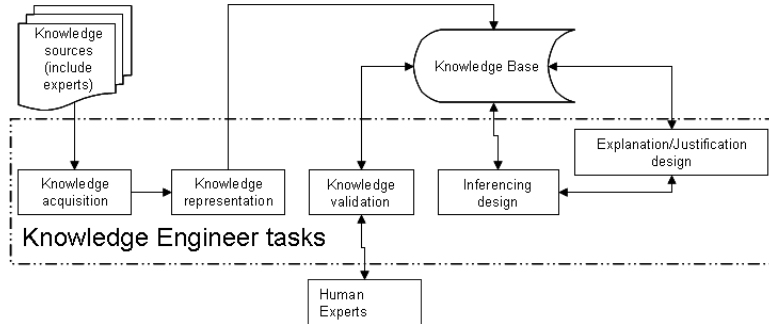 Knowledge
sources
(include
experts)
Knowledge Base
Explanation/Justification
design
Knowledge
acquisition
Knowledge
representation
Knowledge
validation
Inferencing
design
Knowledge Engineer tasks
Human
Experts